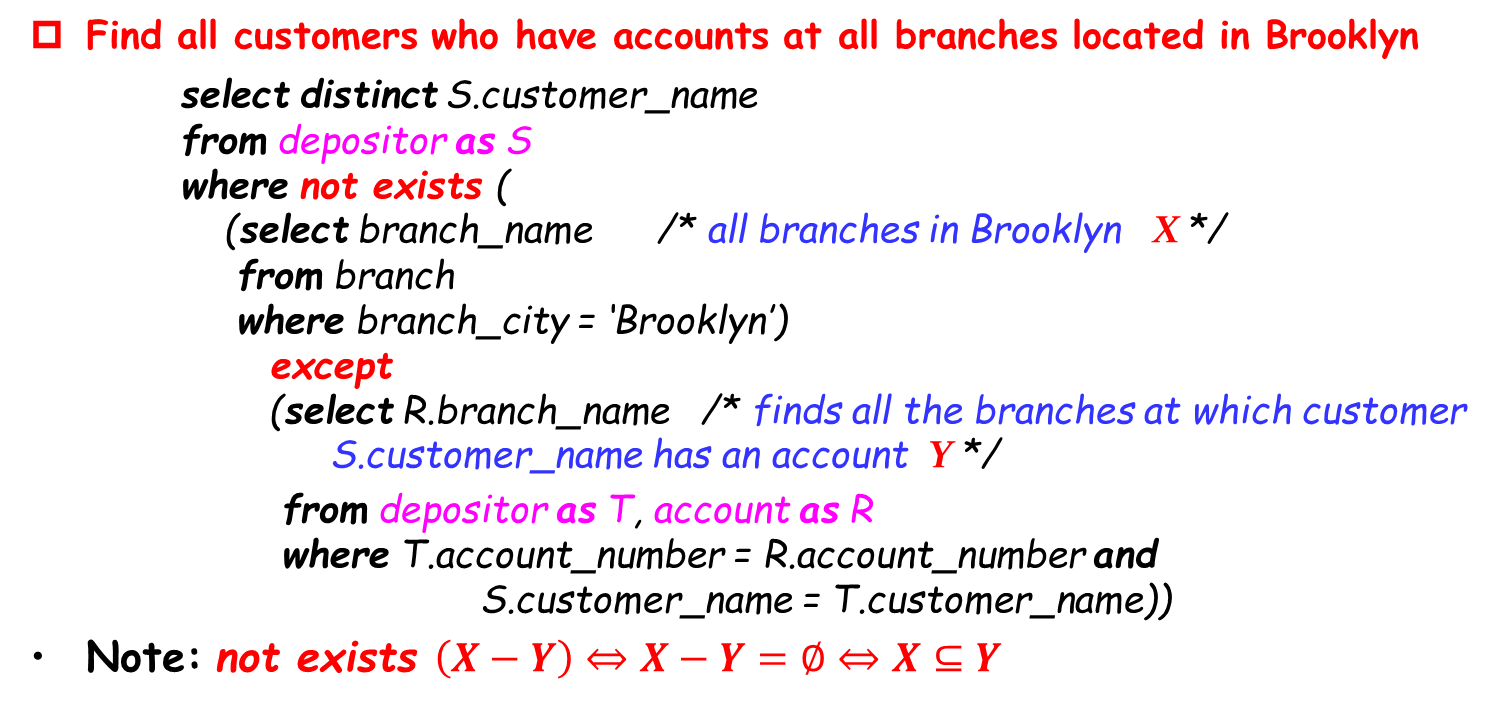 □ Find all customers who have accounts at all branches located in Brooklyn
select distinct S.customer_name
from depositor as S
where not exists (
(select branch_name /* all branches in Brooklyn X */
from branch
where branch_city = ‘Brooklyn’)
except
(select R.branch_name /* finds all the branches at which customer
S.customer_name has an account Y */
from depositor as T, account as R
where T.account_number = R.account_number and
S.customer_name = T.customer_name))
• Note: not exists (X − Y) ⇔ X − Y = ∅ ⇔ X ⊆ Y